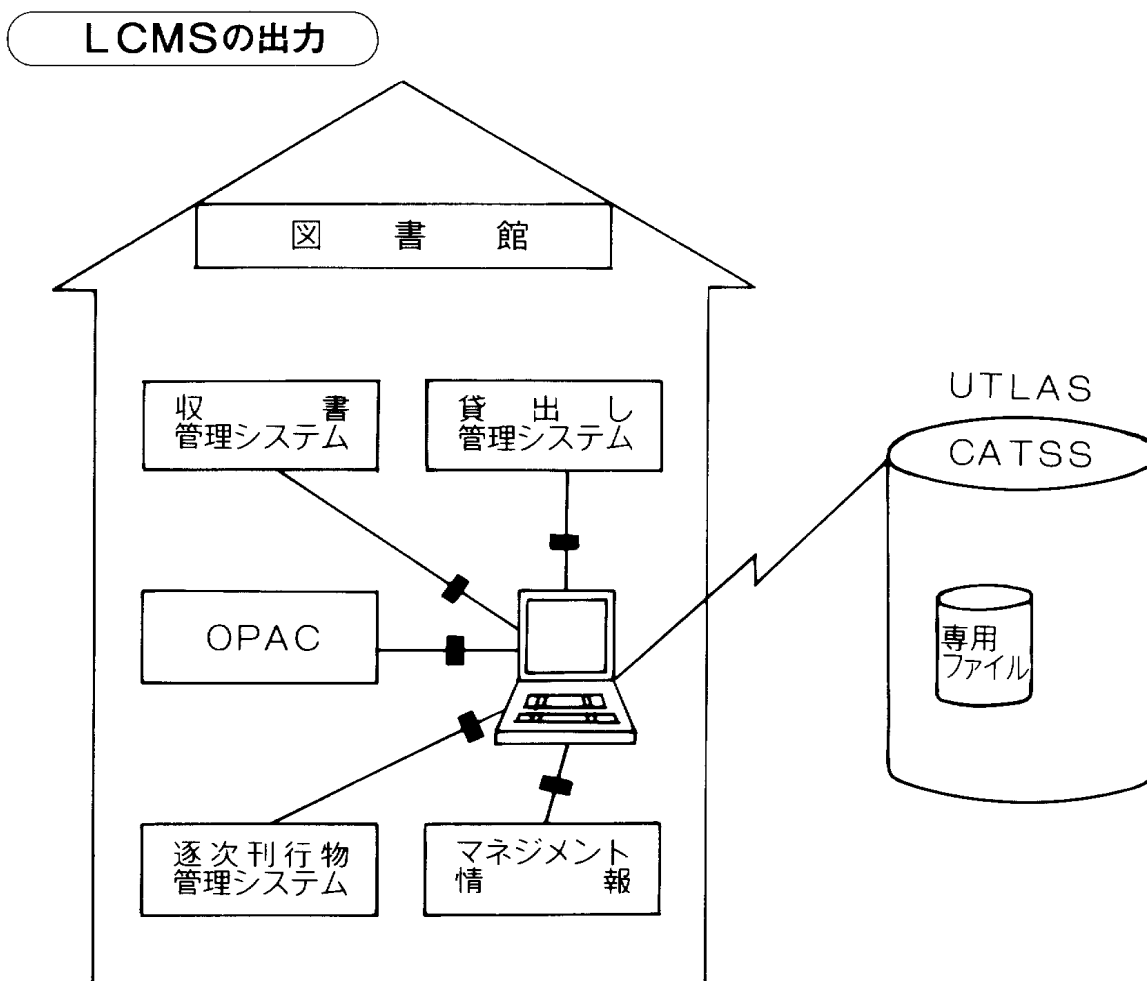 LCMSの出力
図書館
収書
管理システム
貸出し
管理システム
UTLAS
CATSS
OPAC
専用
ファイル
逐次刊行物
管理システム
マネジメント
情報